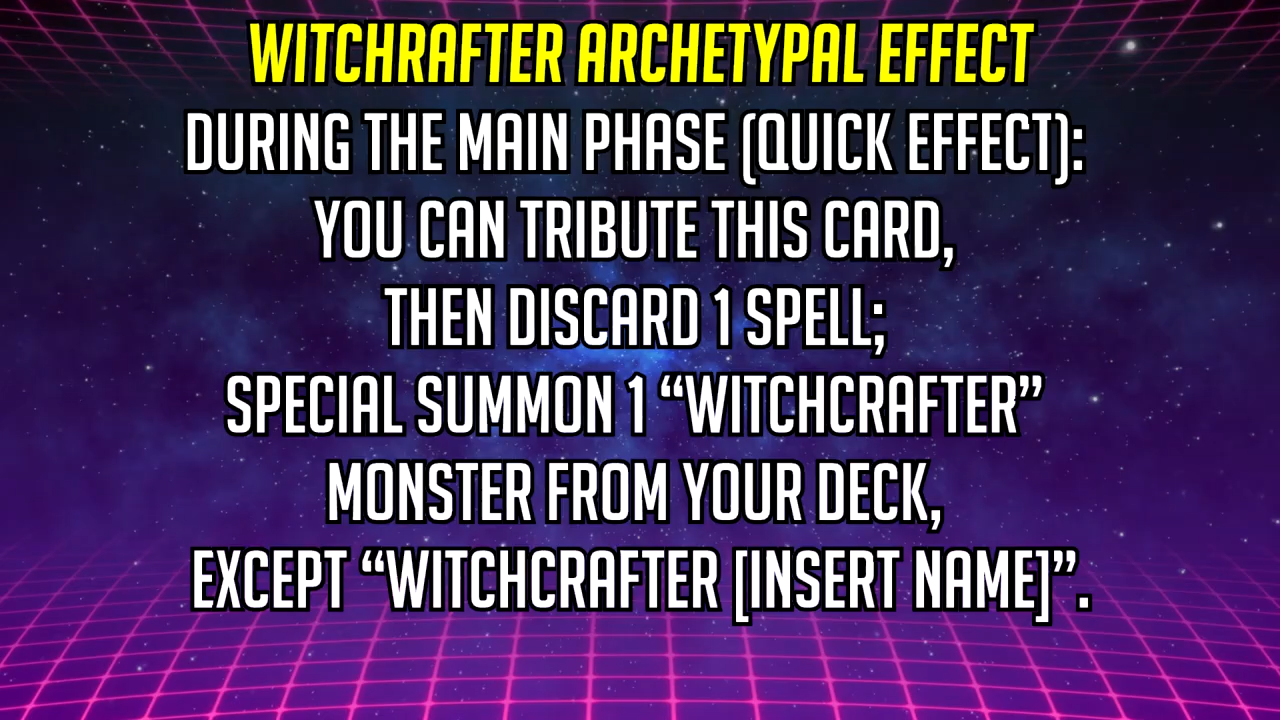 WITCHRAFTER ARCHETYPAL EFFECT
DURING THE MAIN PHASE (QUICK EFFECT):
YOU CAN TRIBUTE THIS CARD,
THEN DISCARD 1 SPELL;
SPECIAL SUMMON 1 “WITCHCRAFTER”
MONSTER FROM YOUR DECK,
EXCEPT “WITCHCRAFTER [INSERT NAME]”.